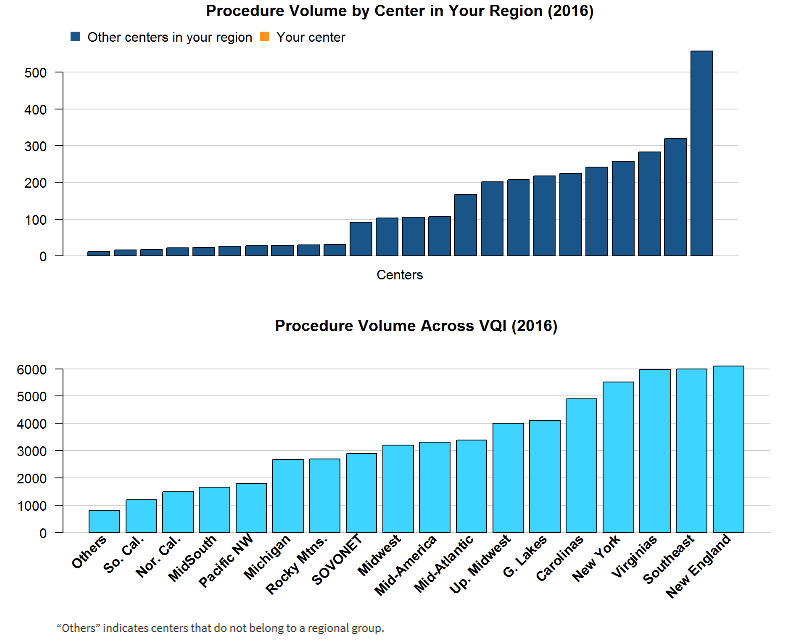 Procedure Volume by Center in Your Region (2016)
Other centers in your region Your center
500
400
300
200
100
0
Centers
Procedure Volume Across VQI (2016)
6000
5000
4000
3000
2000
1000
0
Others So. Cal. Nor. Cal. MidSouth Pacific NW Michigan Rocky Mtns. SOVONET Midwest Mid-America Mid-Atlantic Up. Midwest G. Lakes Carolinas New York Virginias Southeast New England
“Others” indicates centers that do not belong to a regional group.